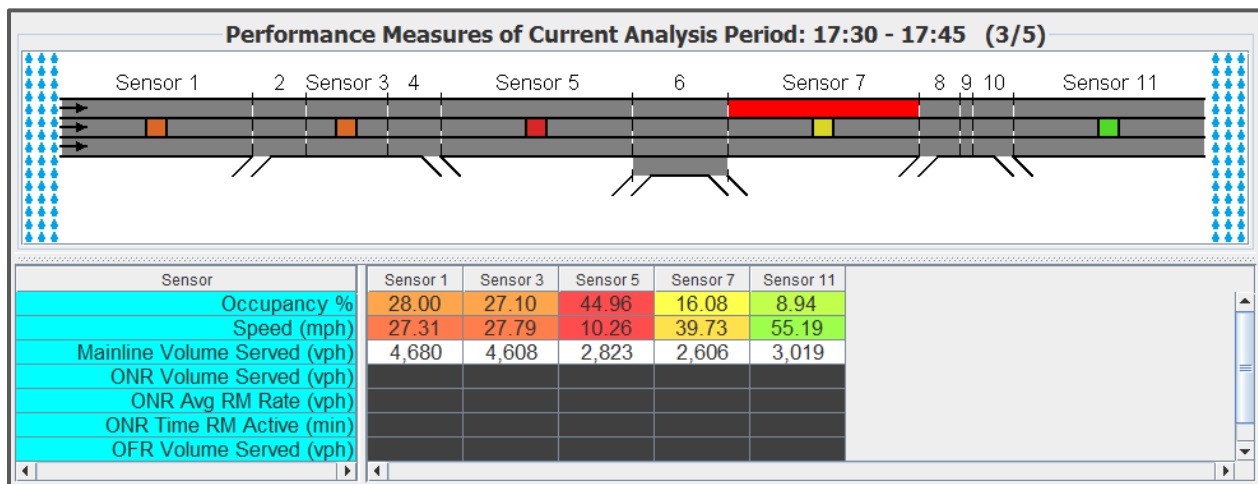 Performance Measures of Current Analysis Period: 17:30 - 17:45 (3/5)
Sensor 1 2 Sensor 3 4 Sensor 5 6 Sensor 7 8 9 10 Sensor 11
Sensor Sensor 1 Sensor 3 Sensor 5 Sensor 7 Sensor 11
Occupancy % 28.00 27.10 44.96 16.08 8.94
Speed (mph) 27.31 27.79 10.26 39.73 55.19
Mainline Volume Served (vph) 4,680 4,608 2,823 2,606 3,019
ONR Volume Served (vph)
ONR Avg RM Rate (vph)
ONR Time RM Active (min)
OFR Volume Served (vph)